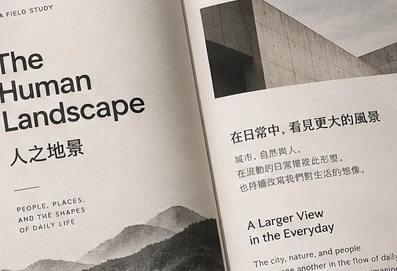 A FIELD STUDY
The
Human
Landscape
人之地景
PEOPLE, PLACES,
AND THE SHAPES
OF DAILY LIFE
在日常中，看見更大的風景
城市、自然與人，
在流動的日常裡彼此形塑，
也持續改寫我們對生活的想像。
A Larger View
in the Everyday
The city, nature, and people
one another in the flow of daily